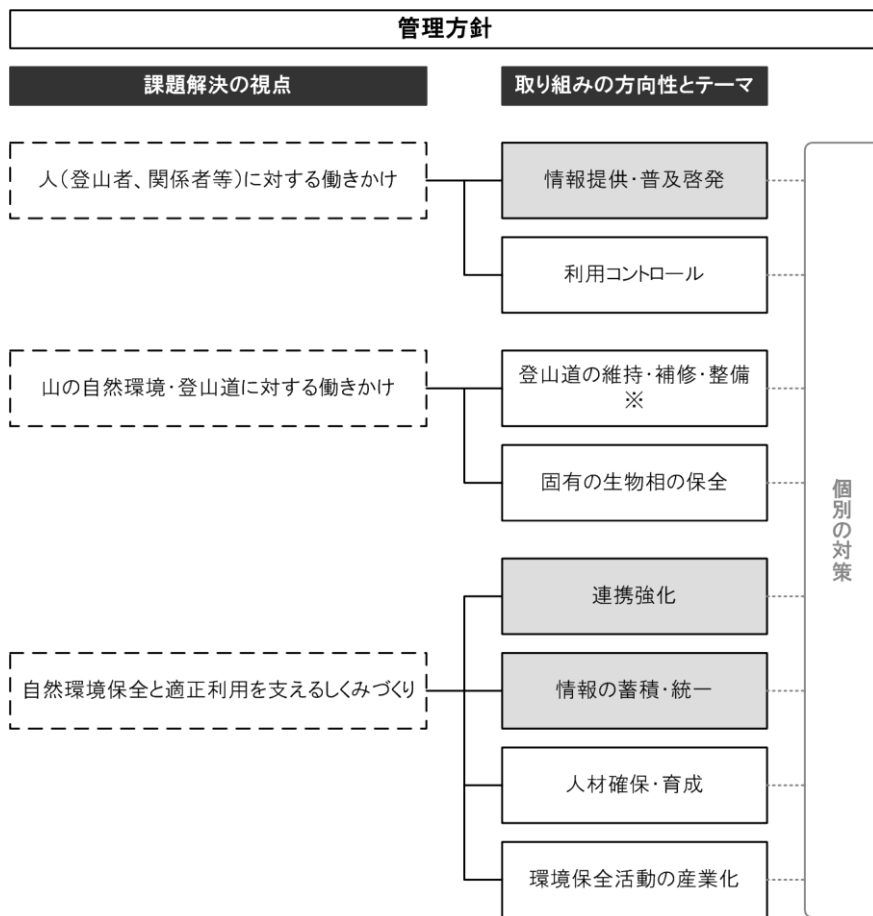 管理方針
課題解決の視点
取り組みの方向性とテーマ
人（登山者、関係者等）に対する働きかけ
情報提供・普及啓発
利用コントロール
山の自然環境・登山道に対する働きかけ
登山道の維持・補修・整備
※
固有の生物相の保全
自然環境保全と適正利用を支えるしくみづくり
連携強化
情報の蓄積・統一
人材確保・育成
環境保全活動の産業化
個別の対策